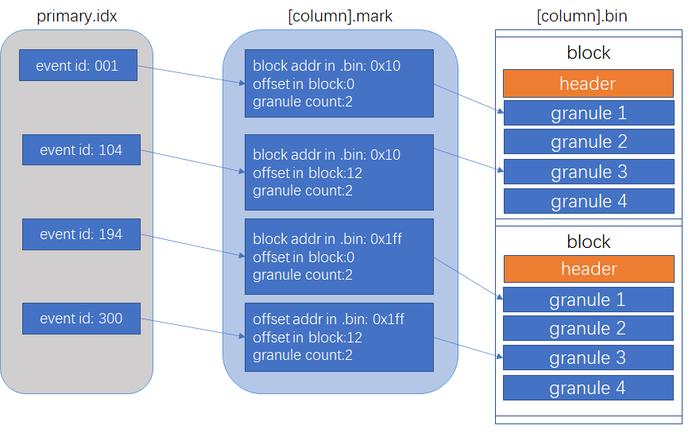 primary.idx
event id: 001
event id: 104
event id: 194
event id: 300
[column].mark
block addr in .bin: 0x10
offset in block:0
granule count:2
block addr in .bin: 0x10
offset in block:12
granule count:2
block addr in .bin: 0x1ff
offset in block:0
granule count:2
offset addr in .bin: 0x1ff
offset in block:12
granule count:2
[column].bin
block
header
granule 1
granule 2
granule 3
granule 4
block
header
granule 1
granule 2
granule 3
granule 4